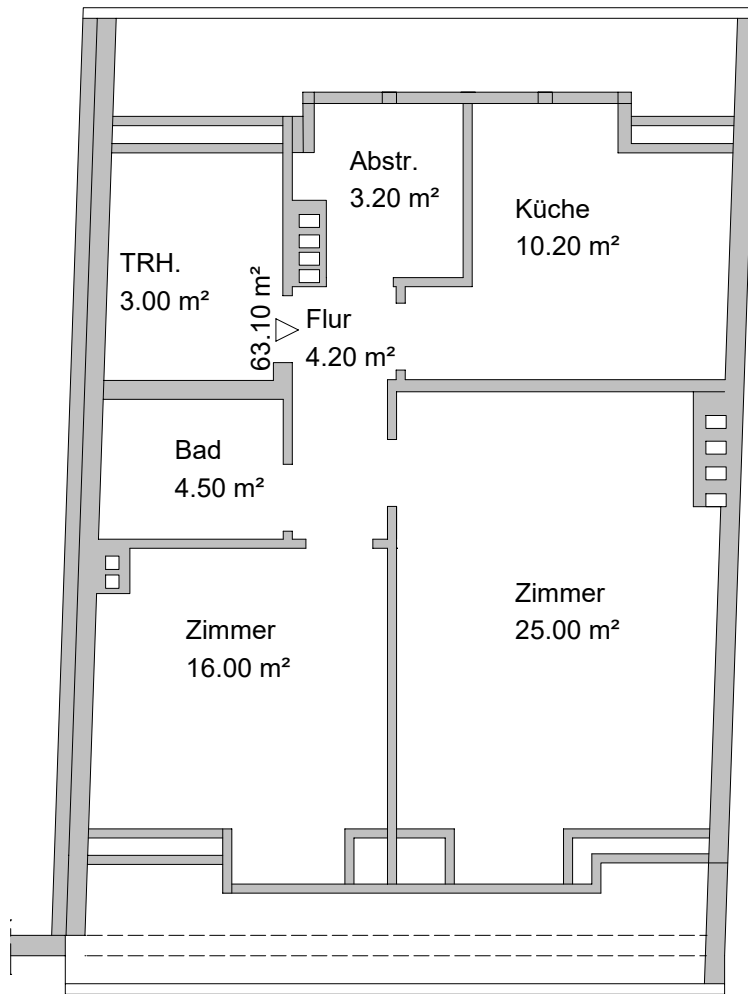 Abstr.
3.20 m²
Küche
10.20 m²
TRH.
3.00 m²
63.10 m²
Flur
4.20 m²
Bad
4.50 m²
Zimmer
25.00 m²
Zimmer
16.00 m²